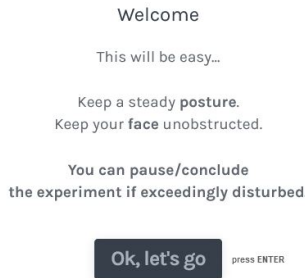 Welcome
This will be easy...
Keep a steady posture.
Keep your face unobstructed.
You can pause/conclude
the experiment if exceedingly disturbed
Ok, let's go
press ENTER